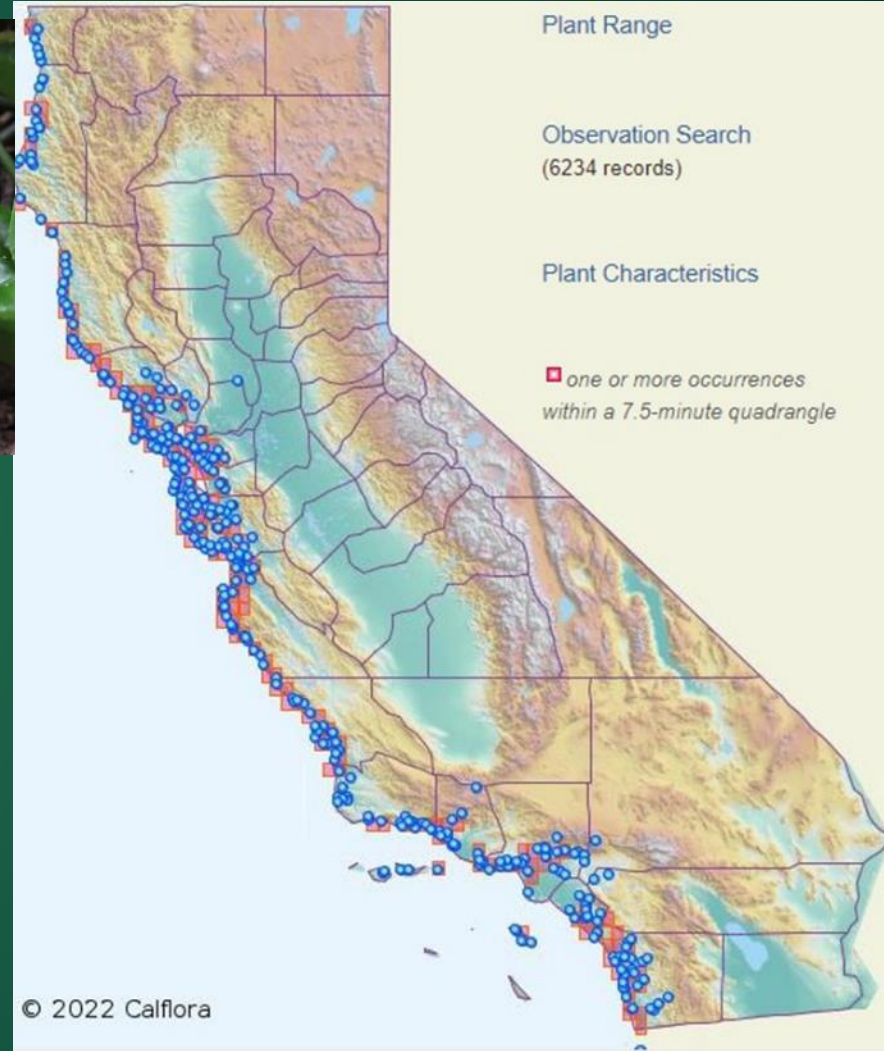 Plant Range
Observation Search
(6234 records)
Plant Characteristics
one or more occurrences
within a 7.5-minute quadrangle
© 2022 Calflora